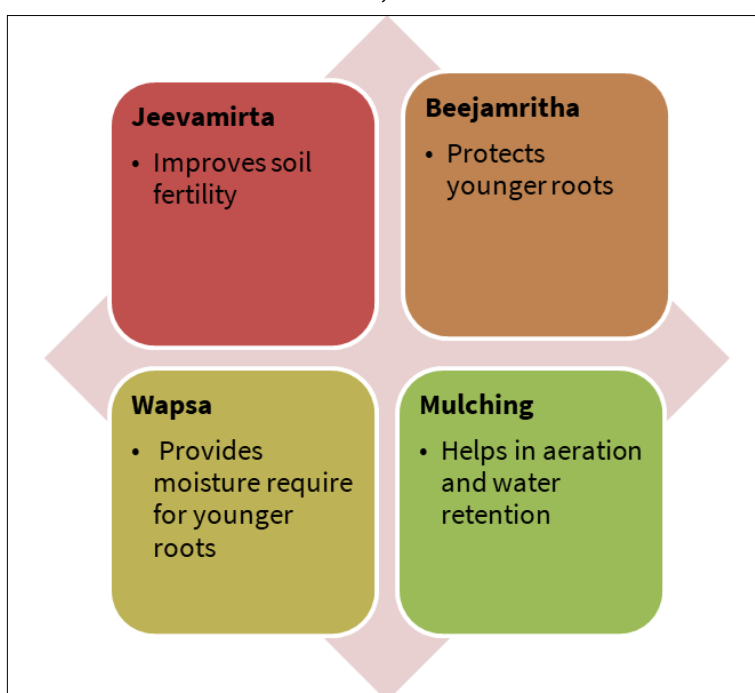 Jeevamirta
• Improves soil
fertility
Beejamritha
• Protects
younger roots
Wapsa
• Provides
moisture require
for younger
roots
Mulching
• Helps in aeration
and water
retention